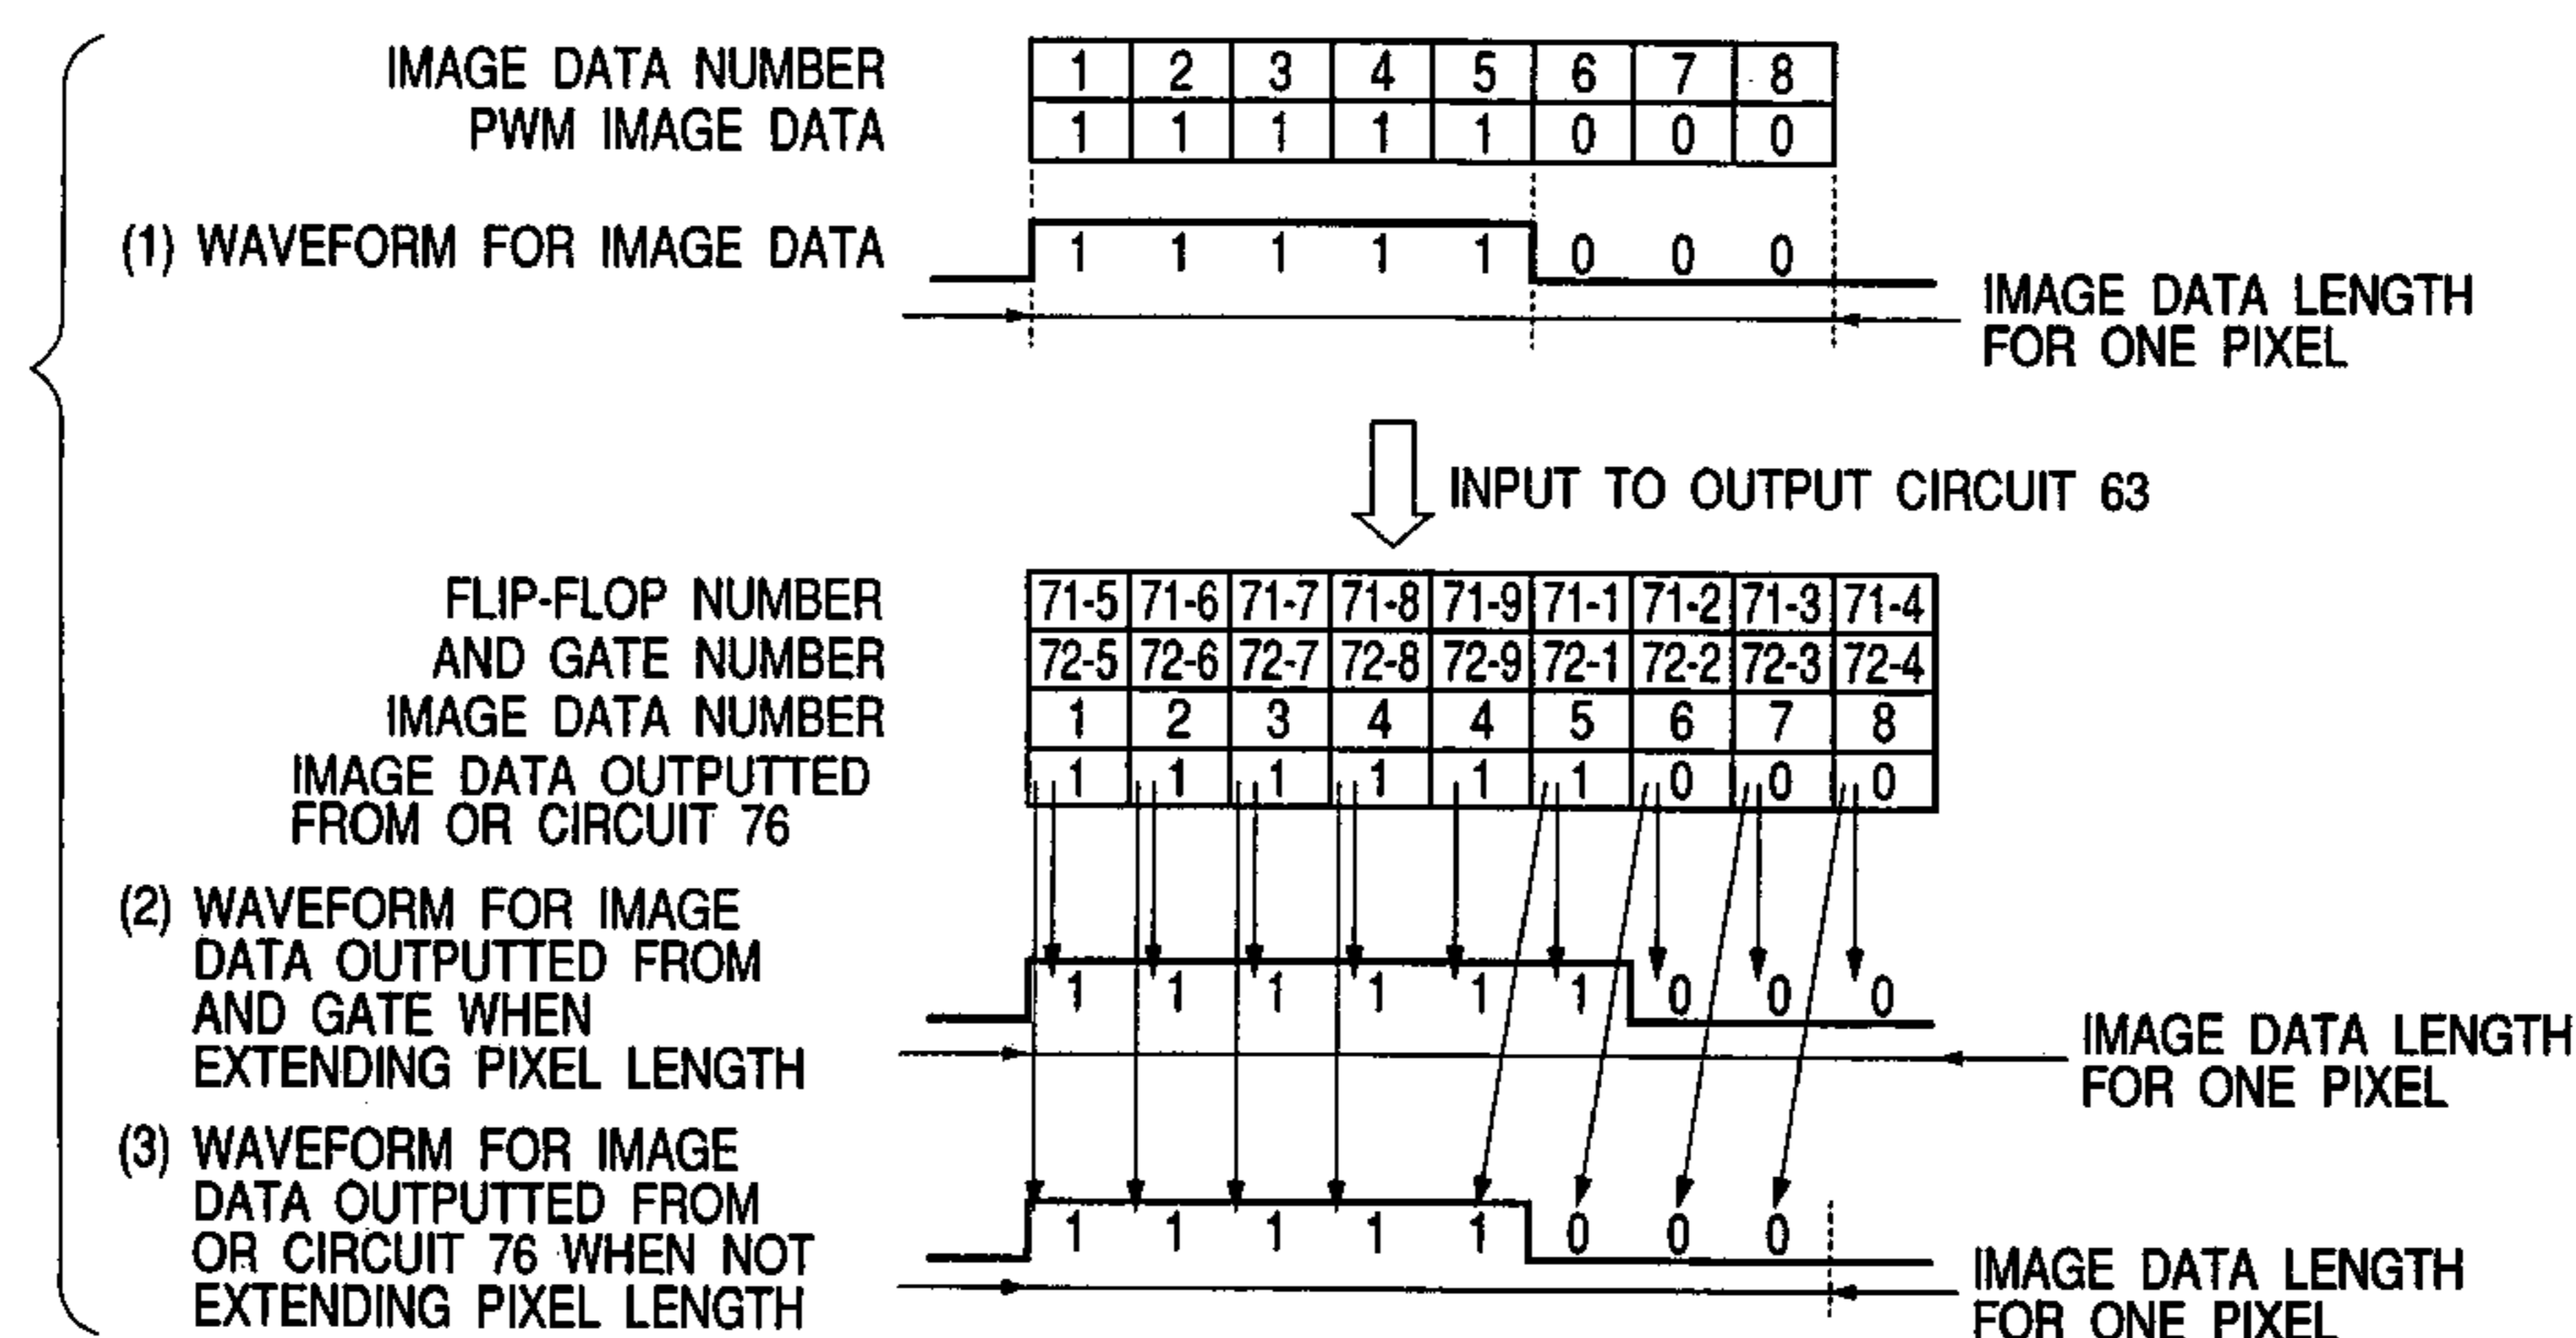 IMAGE DATA NUMBER 1 2 3 4 5 6 7 8
PWM IMAGE DATA 1 1 1 1 1 0 0 0
(1) WAVEFORM FOR IMAGE DATA 1 1 1 1 1 0 0 0
IMAGE DATA LENGTH
FOR ONE PIXEL
INPUT TO OUTPUT CIRCUIT 63
FLIP-FLOP NUMBER 71-5 71-6 71-7 71-8 71-9 71-1 71-2 71-3 71-4
AND GATE NUMBER 72-5 72-6 72-7 72-8 72-9 72-1 72-2 72-3 72-4
IMAGE DATA NUMBER 1 2 3 4 4 5 6 7 8
IMAGE DATA OUTPUTTED
FROM OR CIRCUIT 76
1 1 1 1 1 1 0 0 0
(2) WAVEFORM FOR IMAGE
DATA OUTPUTTED FROM
AND GATE WHEN
EXTENDING PIXEL LENGTH
1 1 1 1 1 1 0 0 0
IMAGE DATA LENGTH
FOR ONE PIXEL
(3) WAVEFORM FOR IMAGE
DATA OUTPUTTED FROM
OR CIRCUIT 76 WHEN NOT
EXTENDING PIXEL LENGTH
1 1 1 1 1 0 0 0
IMAGE DATA LENGTH
FOR ONE PIXEL